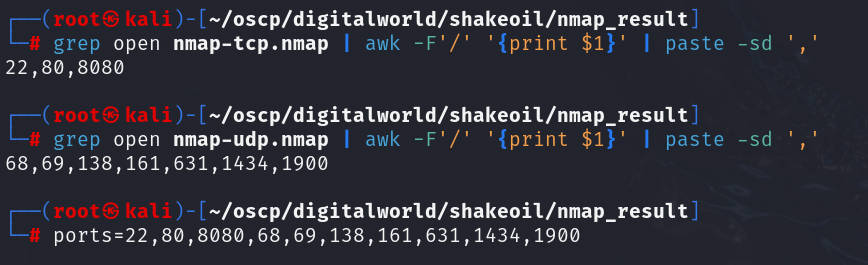 ┌──(root㉿kali)-[~/oscp/digitalworld/shakeoil/nmap_result]
└─# grep open nmap-tcp.nmap | awk -F'/' '{print $1}' | paste -sd ','
22,80,8080
┌──(root㉿kali)-[~/oscp/digitalworld/shakeoil/nmap_result]
└─# grep open nmap-udp.nmap | awk -F'/' '{print $1}' | paste -sd ','
68,69,138,161,631,1434,1900
┌──(root㉿kali)-[~/oscp/digitalworld/shakeoil/nmap_result]
└─# ports=22,80,8080,68,69,138,161,631,1434,1900